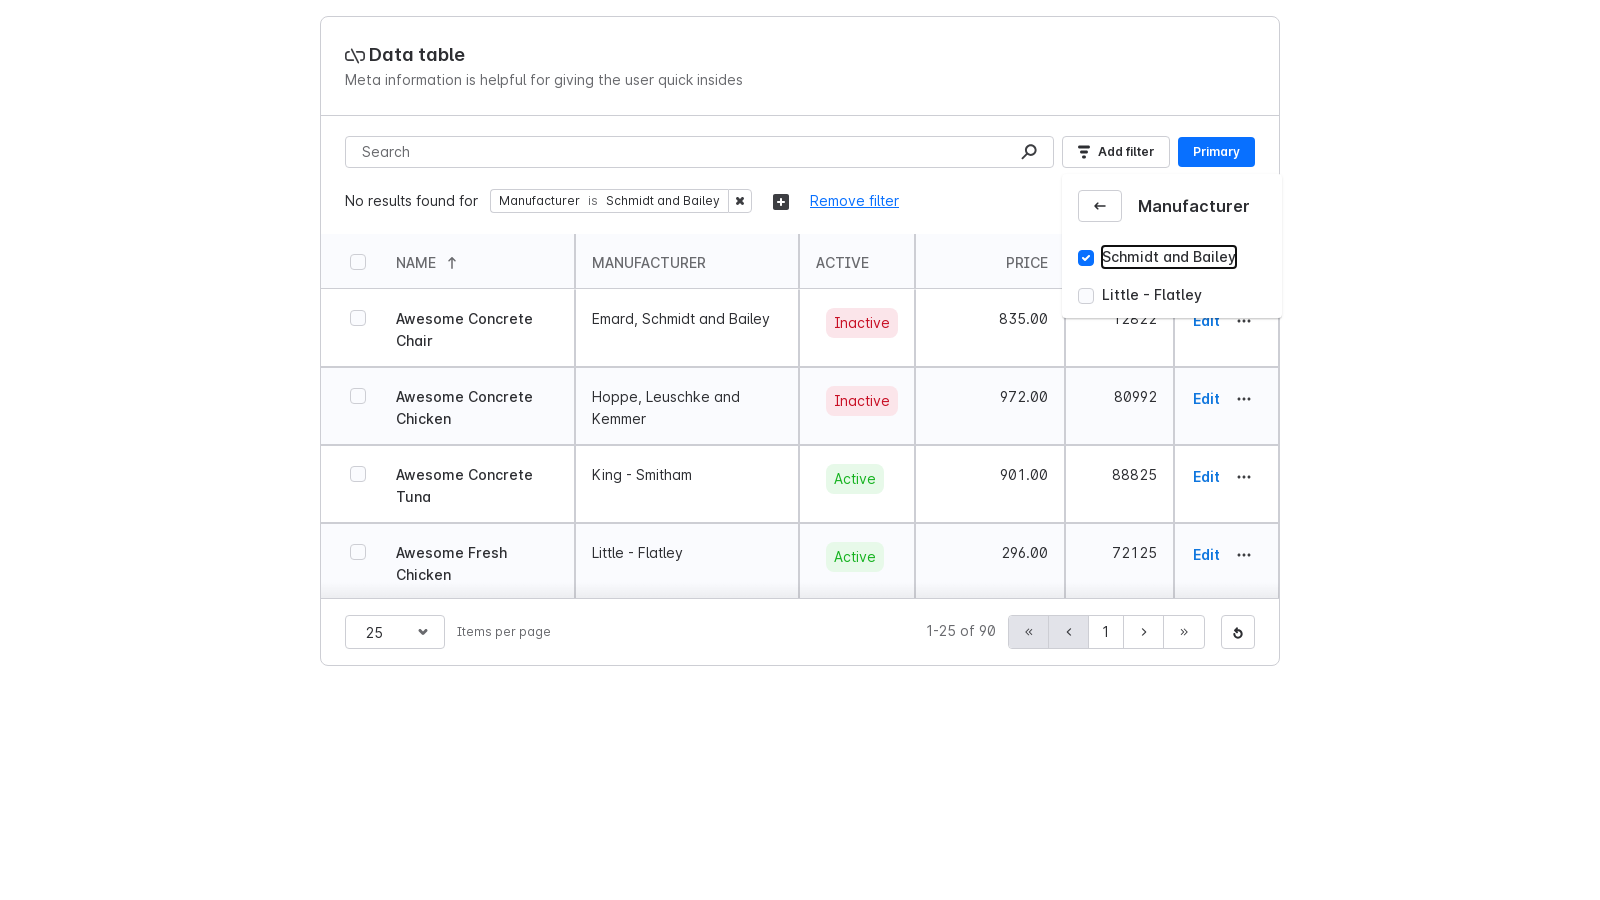 Data table
Meta information is helpful for giving the user quick insides
Search
Add filter
Primary
No results found for Manufacturer is Schmidt and Bailey Remove filter
Manufacturer
Schmidt and Bailey
Little - Flatley
NAME MANUFACTURER ACTIVE PRICE
Awesome Concrete Chair Emard, Schmidt and Bailey Inactive 835.00 12822 Edit
Awesome Concrete Chicken Hoppe, Leuschke and Kemmer Inactive 972.00 80992 Edit
Awesome Concrete Tuna King - Smitham Active 901.00 88825 Edit
Awesome Fresh Chicken Little - Flatley Active 296.00 72125 Edit
25 Items per page 1-25 of 90 « ‹ 1 › »